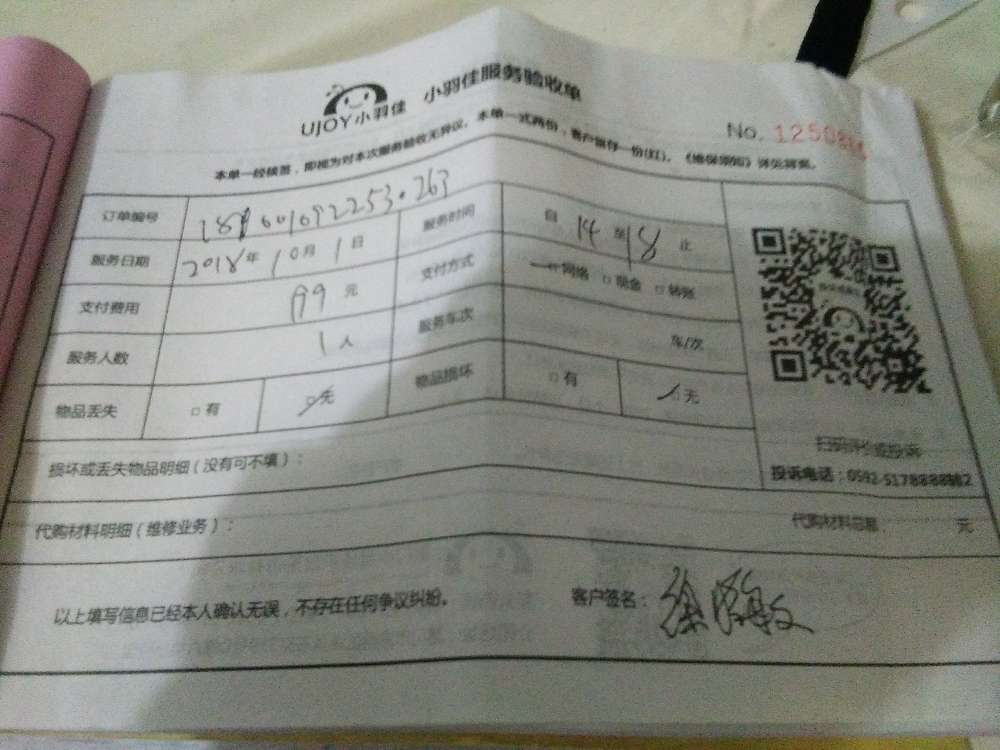 UJOY小羽佳 小羽佳服务验收单
No. 1250
本单一经核签，即视为对本次服务验收无异议。本单一式两份，客户留存一份(红)。《维保须知》详见背面。
订单编号 服务时间 自 14 至 18 止
服务日期 2018年10月1日 支付方式 网络 □现金 □转账
支付费用 99元 服务车次 车/次
服务人数 1人
物品丢失 □有 □无 物品损坏 □有 □无
扫码评价或投诉
损坏或丢失物品明细（没有可不填）：
投诉电话：0592-5178888
代购材料明细（维修业务）： 代购材料总额： 元
以上填写信息已经本人确认无误，不存在任何争议纠纷。 客户签名：徐